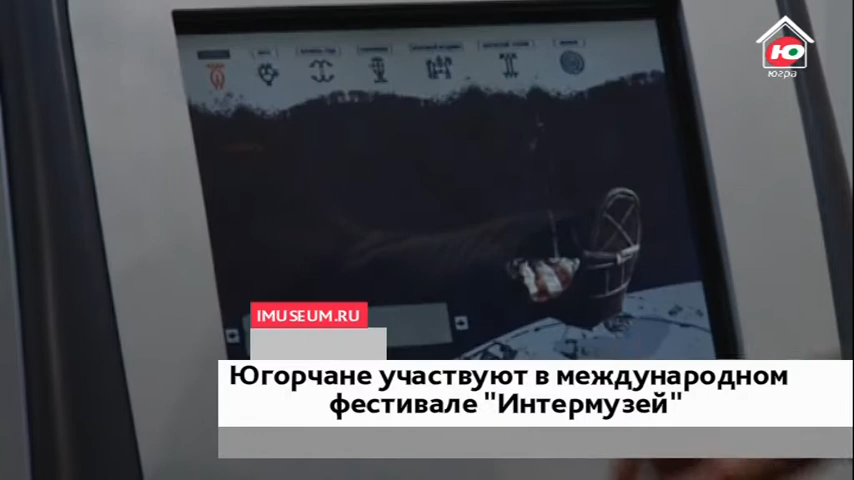 Ю
югра
IMUSEUM.RU
Югорчане участвуют в международном
фестивале "Интермузей"